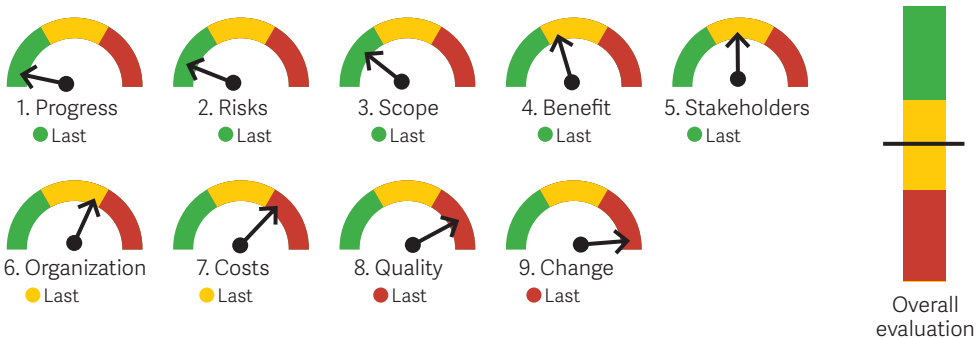 1. Progress
Last
2. Risks
Last
3. Scope
Last
4. Benefit
Last
5. Stakeholders
Last
6. Organization
Last
7. Costs
Last
8. Quality
Last
9. Change
Last
Overall
evaluation